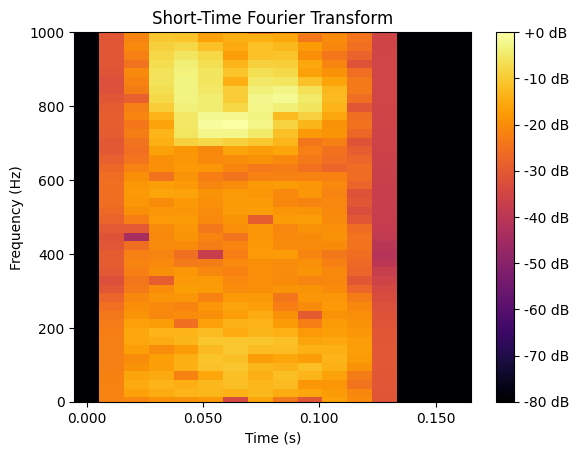 Short-Time Fourier Transform
1000
800
600
400
200
0
Frequency (Hz)
0.000
0.050
0.100
0.150
Time (s)
+0 dB
-10 dB
-20 dB
-30 dB
-40 dB
-50 dB
-60 dB
-70 dB
-80 dB